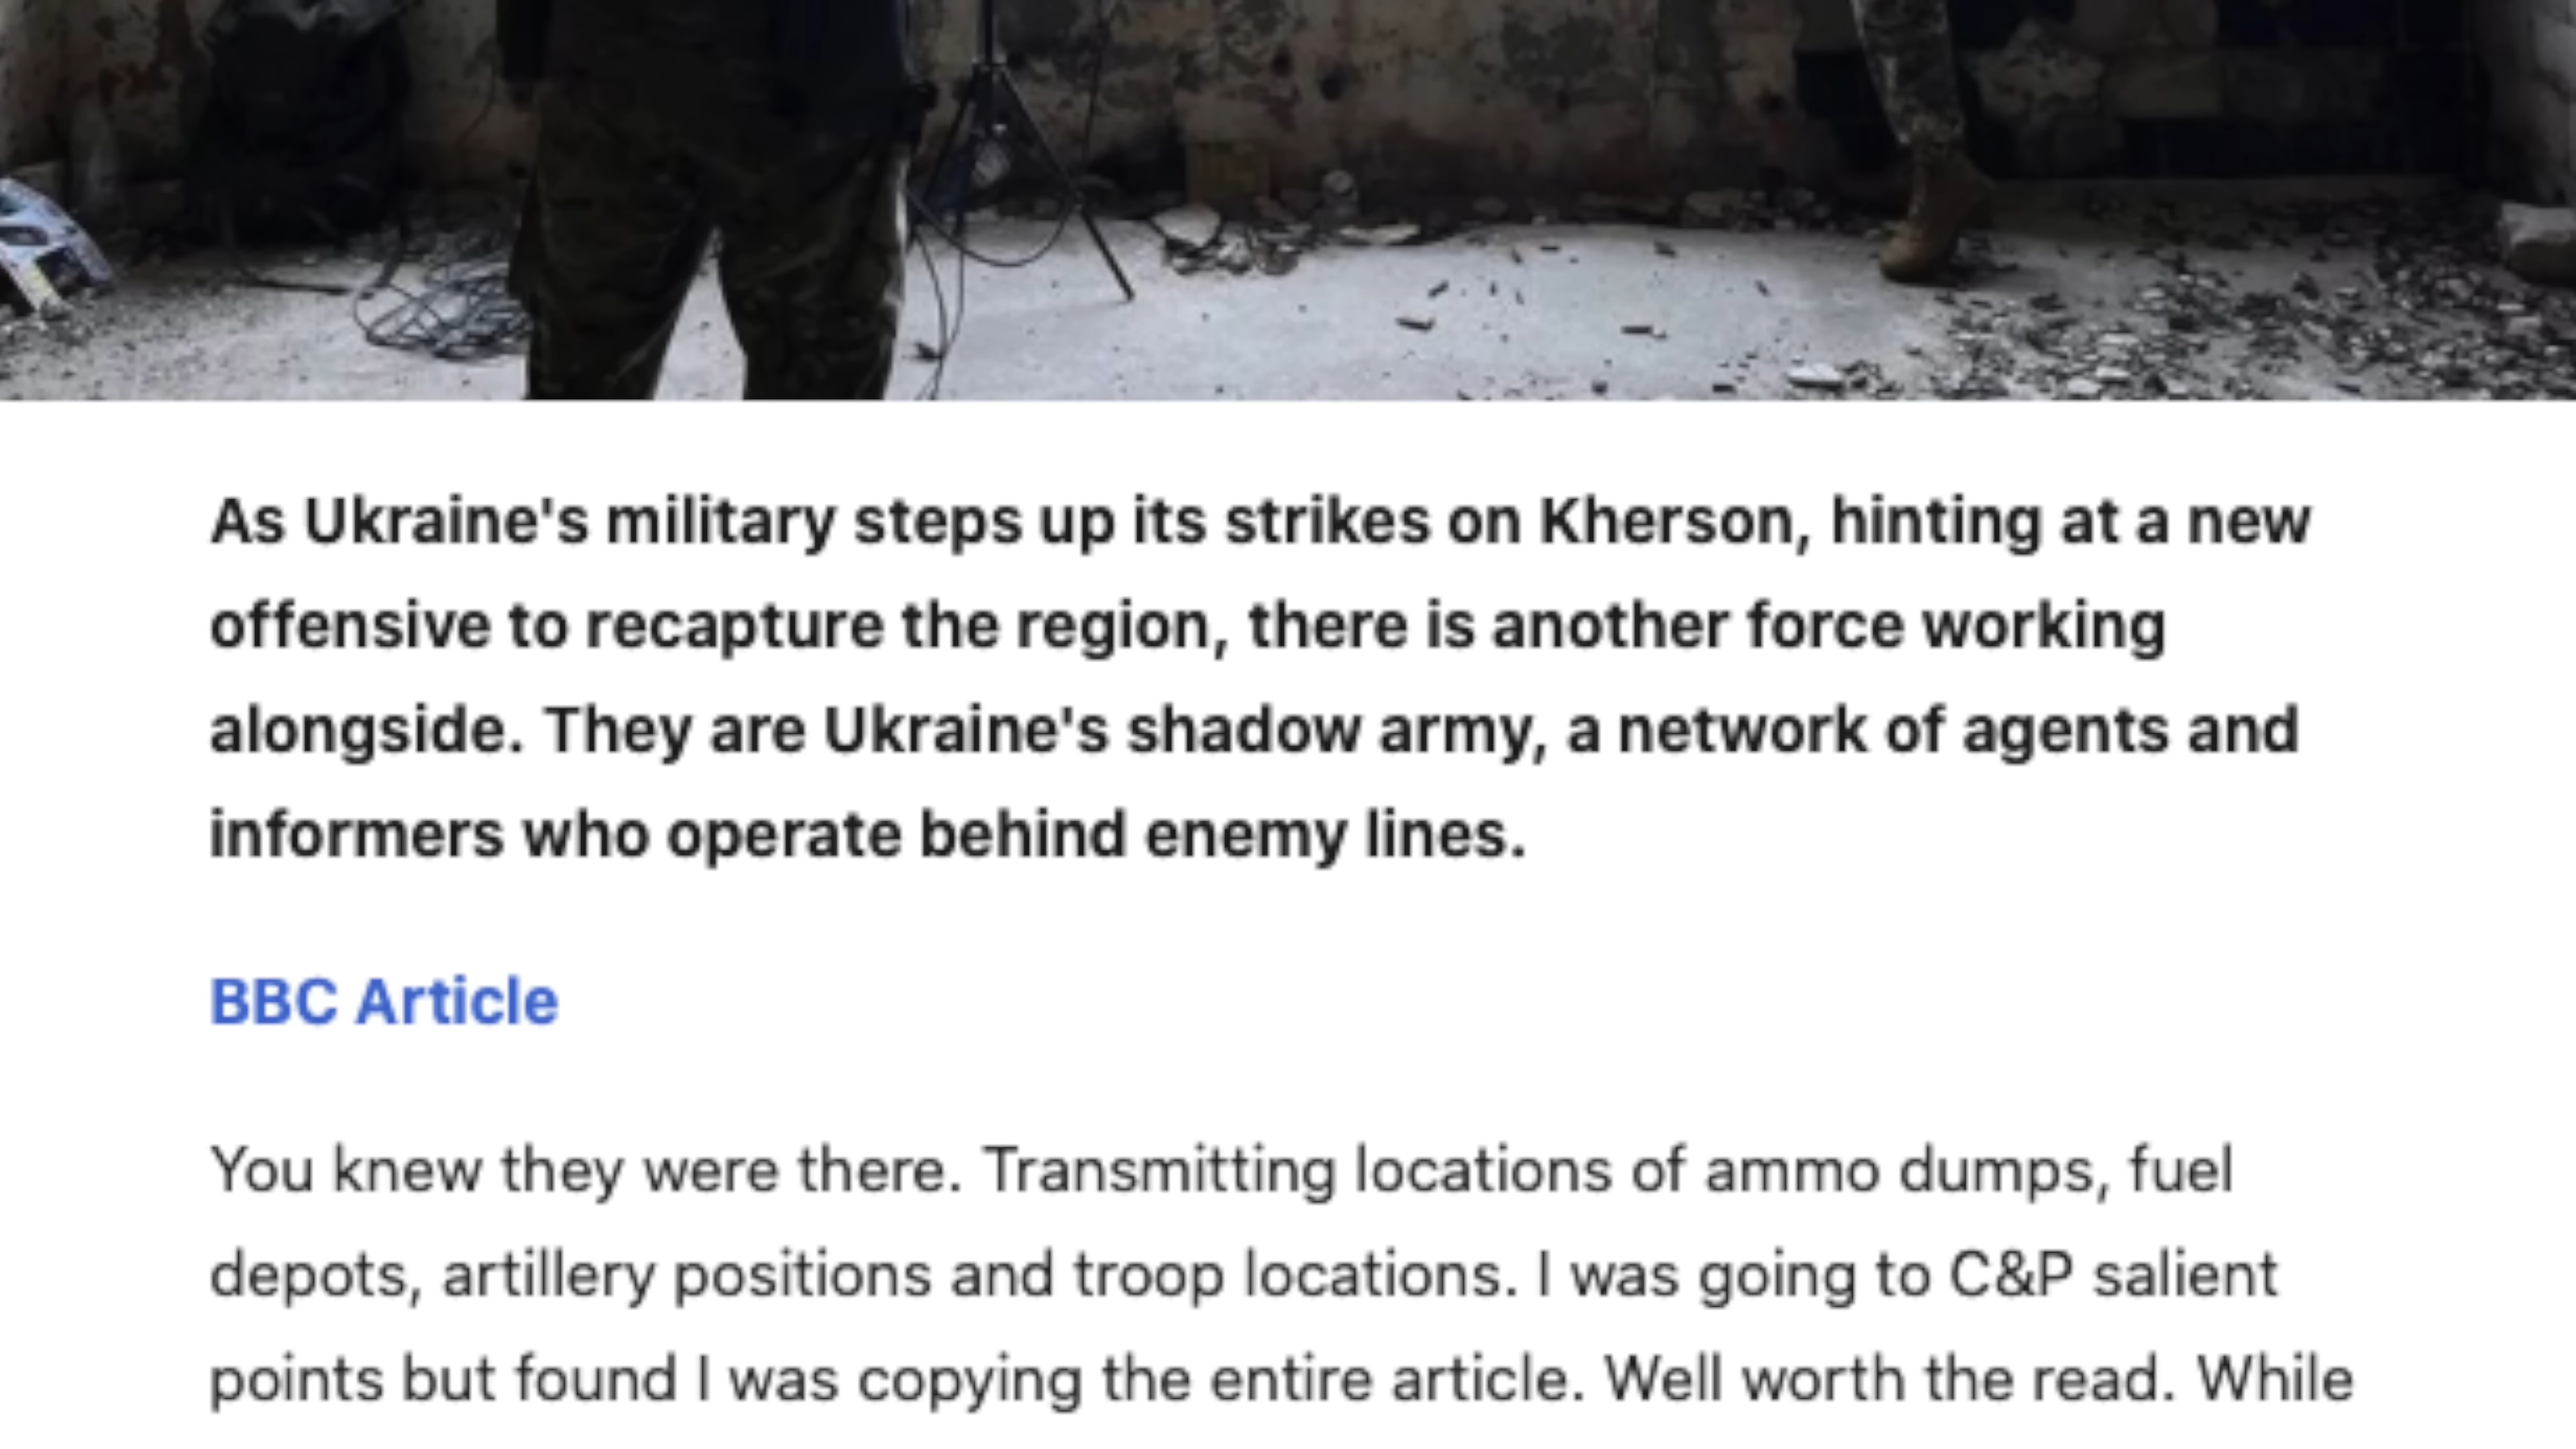 As Ukraine's military steps up its strikes on Kherson, hinting at a new
offensive to recapture the region, there is another force working
alongside. They are Ukraine's shadow army, a network of agents and
informers who operate behind enemy lines.
BBC Article
You knew they were there. Transmitting locations of ammo dumps, fuel
depots, artillery positions and troop locations. I was going to C&P salient
points but found I was copying the entire article. Well worth the read. While